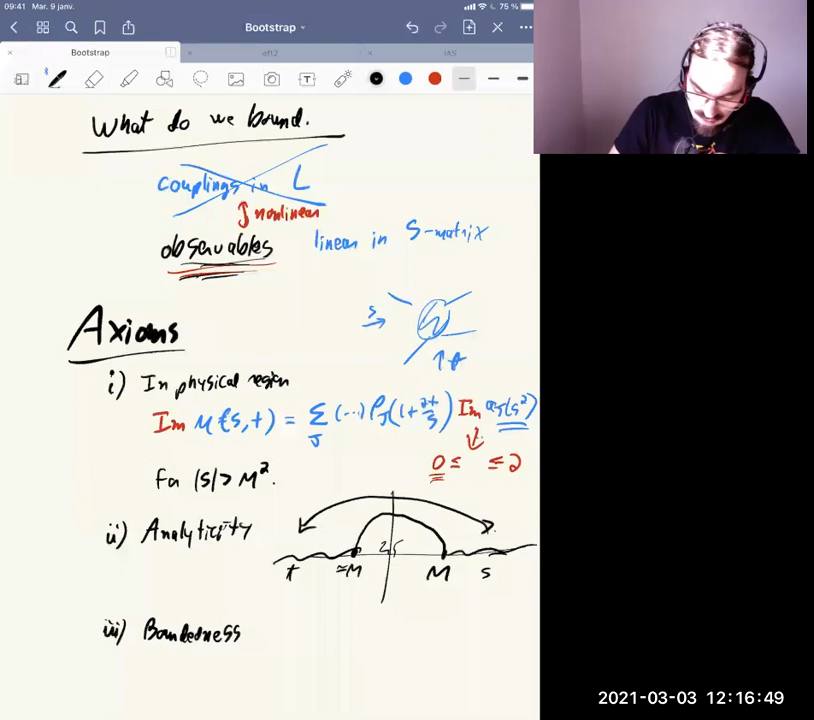 09:41 Mar. 9 janv.
75 %
Bootstrap
Bootstrap
eft2
IAS
What do we bound.
couplings in L
nonlinear
observables linear in S-matrix
Axioms
s
t
i) In physical region
Im M(s,t) = Σ_J (...) P_J(1+2t/s) Im a_J(s²)
0 ≤ ≤ 2
For |s| > M².
ii) Analyticity
t
≃M
M
s
iii) Boundedness
2021-03-03 12:16:49